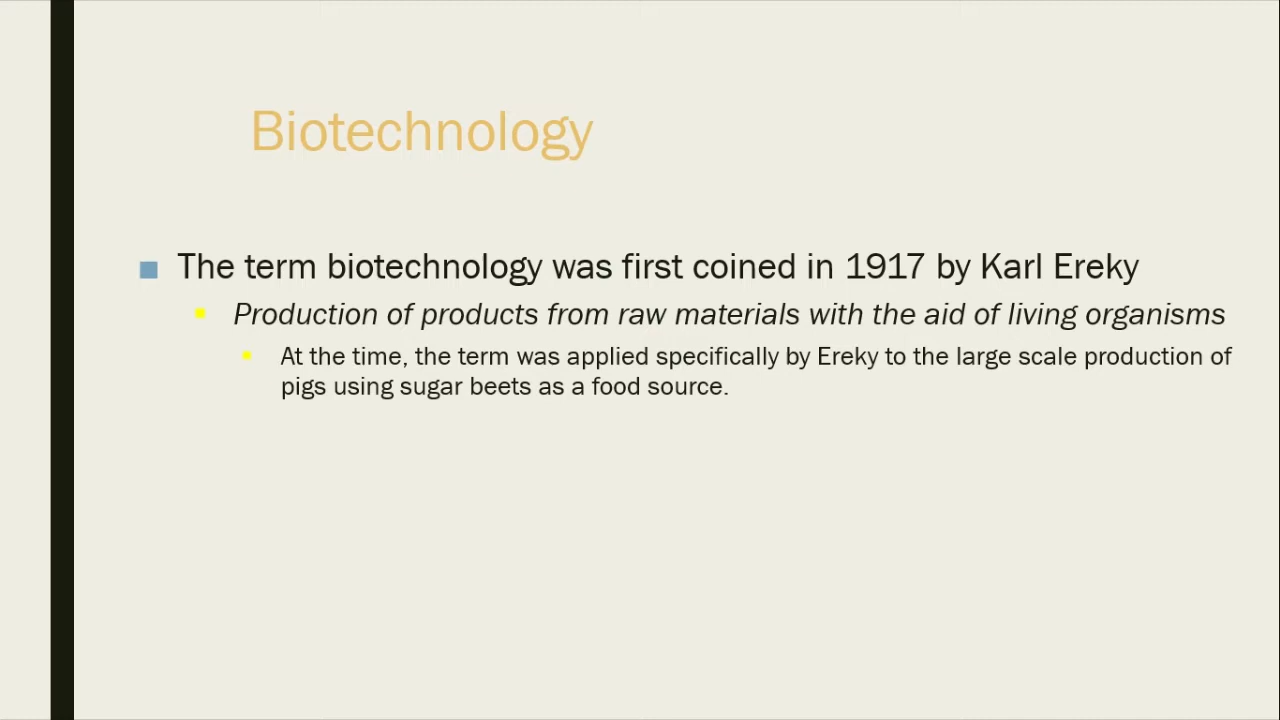 Biotechnology
The term biotechnology was first coined in 1917 by Karl Ereky
Production of products from raw materials with the aid of living organisms
At the time, the term was applied specifically by Ereky to the large scale production of
pigs using sugar beets as a food source.